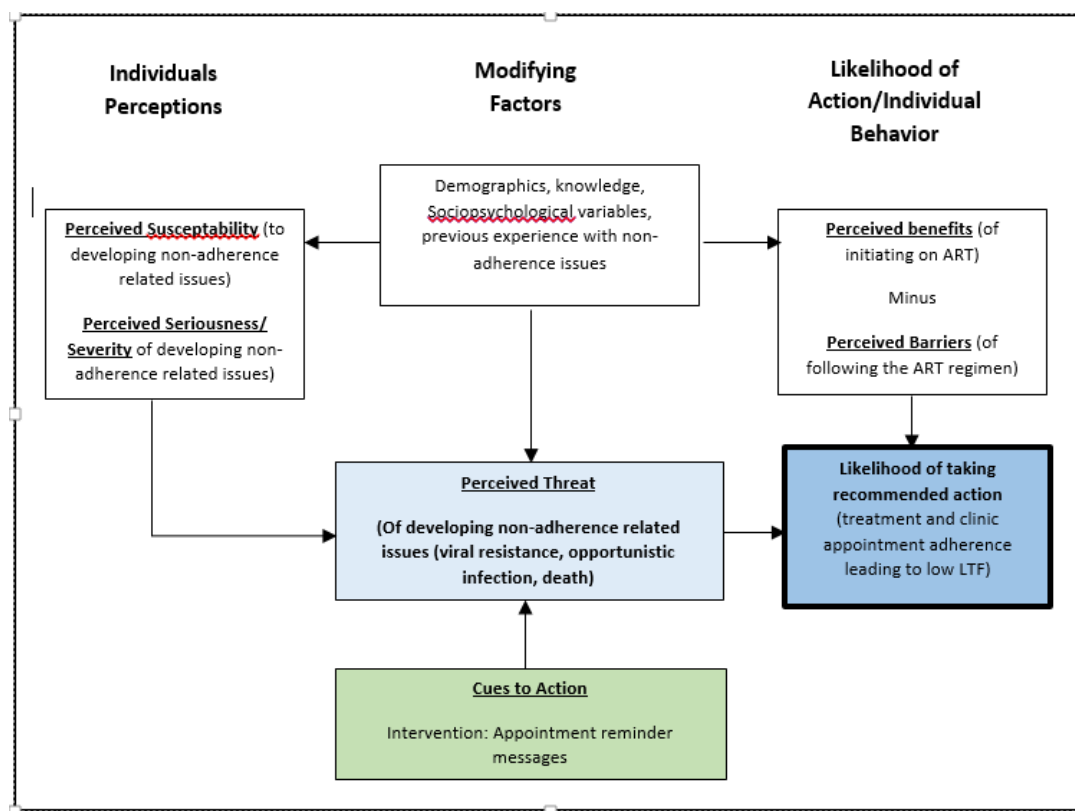 Individuals
Perceptions
Modifying
Factors
Likelihood of
Action/Individual
Behavior
Perceived Susceptability (to
developing non-adherence
related issues)
Perceived Seriousness/
Severity of developing non-
adherence related issues)
Demographics, knowledge,
Sociopsychological variables,
previous experience with non-
adherence issues
Perceived benefits (of
initiating on ART)
Minus
Perceived Barriers (of
following the ART regimen)
Perceived Threat
(Of developing non-adherence related
issues (viral resistance, opportunistic
infection, death)
Likelihood of taking
recommended action
(treatment and clinic
appointment adherence
leading to low LTF)
Cues to Action
Intervention: Appointment reminder
messages